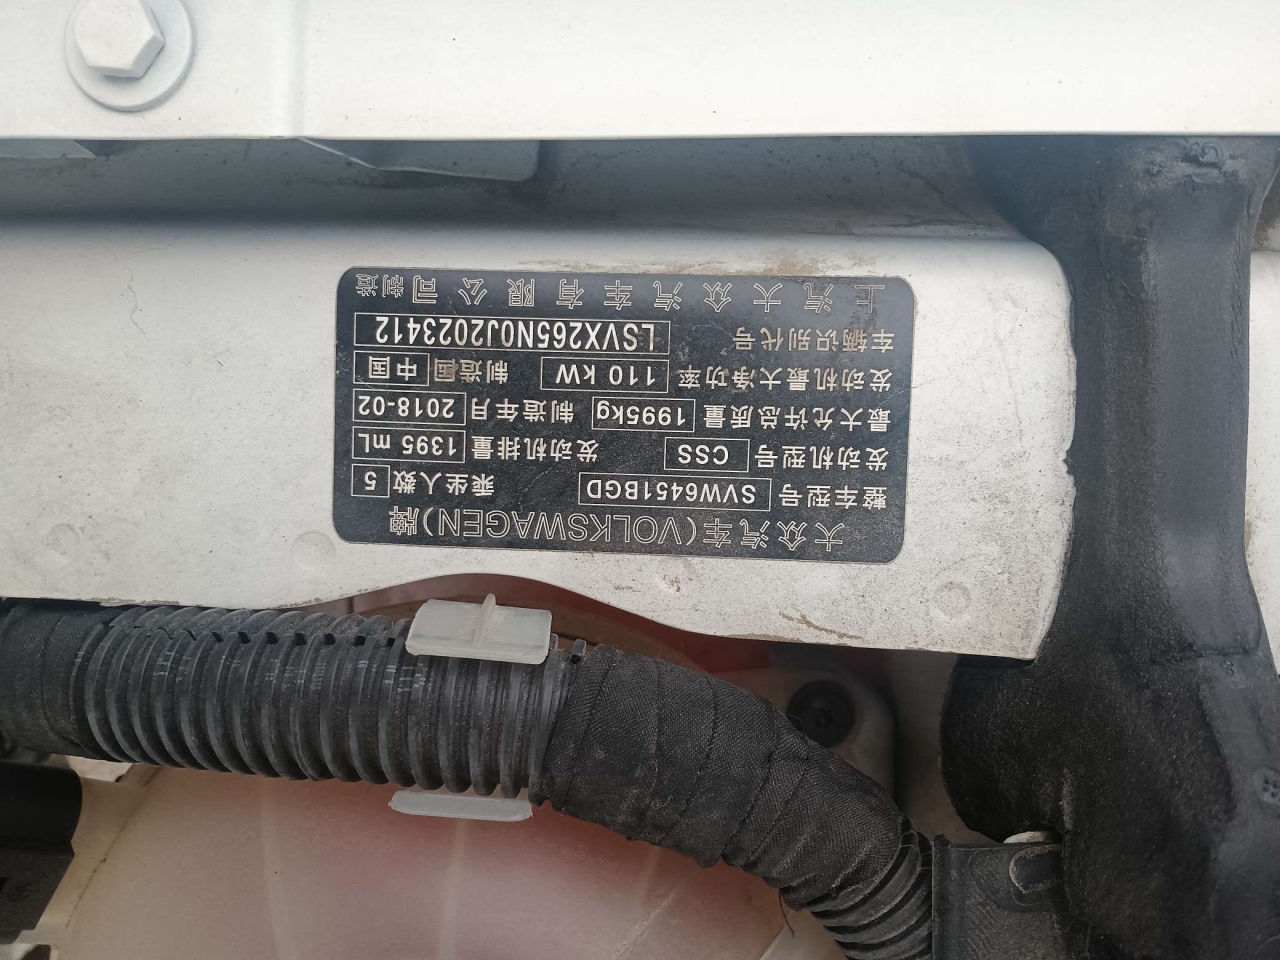 大众汽车(VOLKSWAGEN)牌
整车型号 SVW6451BGD 乘坐人数 5
发动机型号 CSS 发动机排量 1395 mL
最大允许总质量 1995kg 制造年月 2018-02
发动机最大净功率 110 kW 制造国 中国
车辆识别代号 LSVX265N0J2023412
上汽大众汽车有限公司制造